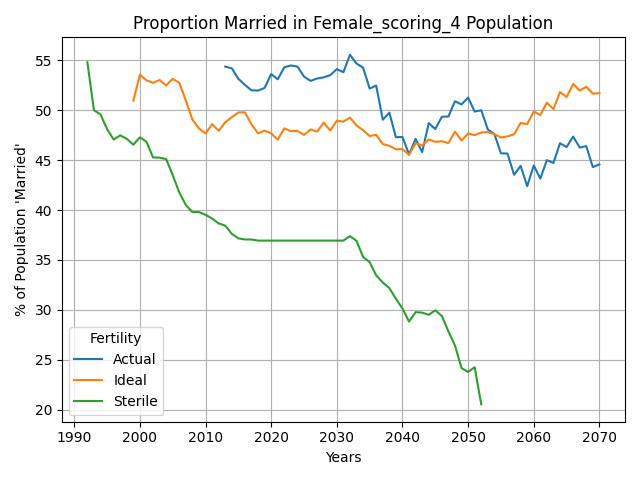 Proportion Married in Female_scoring_4 Population
% of Population 'Married'
55
50
45
40
35
30
25
20
Fertility
Actual
Ideal
Sterile
1990 2000 2010 2020 2030 2040 2050 2060 2070
Years